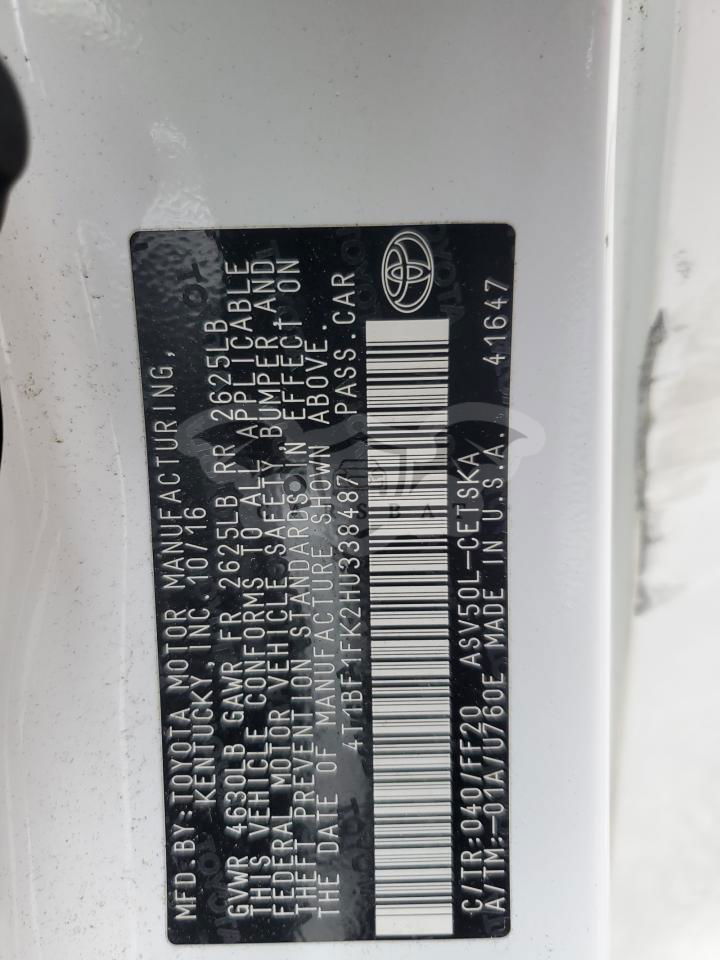 MFD.BY:TOYOTA MOTOR MANUFACTURING,
KENTUCKY, INC. 10/16
GVWR 4630LB GAWR FR 2625LB RR 2625LB
THIS VEHICLE CONFORMS TO ALL APPLICABLE
FEDERAL MOTOR VEHICLE SAFETY, BUMPER AND
THEFT PREVENTION STANDARDS IN EFFECT ON
THE DATE OF MANUFACTURE SHOWN ABOVE.
4T1BF1FK2HU338487 PASS.CAR
C/TR:040/FF20 ASV50L-CETSKA
A/TM:-01A/U760E MADE IN U.S.A. 41647